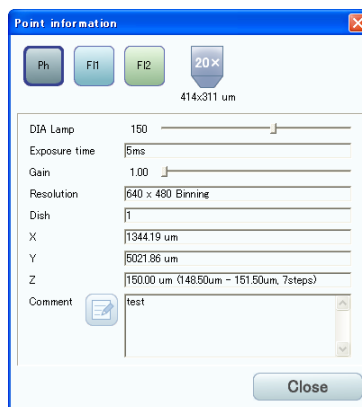 Point information
Ph
Fl1
Fl2
20×
414x311 um
DIA Lamp 150
Exposure time 5ms
Gain 1.00
Resolution 640 x 480 Binning
Dish 1
X 1344.19 um
Y 5021.86 um
Z 150.00 um (148.50um - 151.50um, 7steps)
Comment test
Close